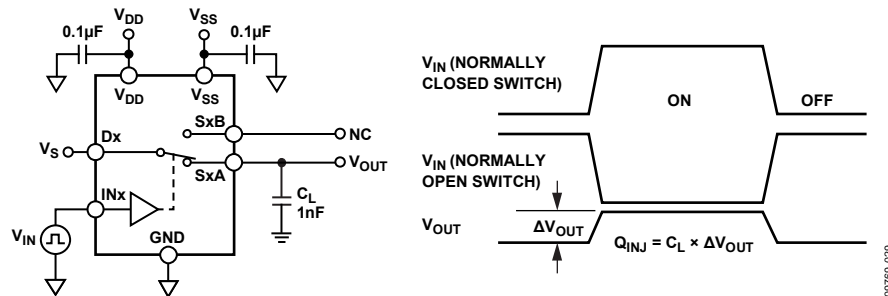 VDD
VSS
0.1µF
0.1µF
VDD
VSS
SxB
NC
Dx
VS
SxA
VOUT
INx
CL
1nF
VIN
GND
VIN (NORMALLY
CLOSED SWITCH)
ON
OFF
VIN (NORMALLY
OPEN SWITCH)
VOUT
ΔVOUT
QINJ = CL × ΔVOUT